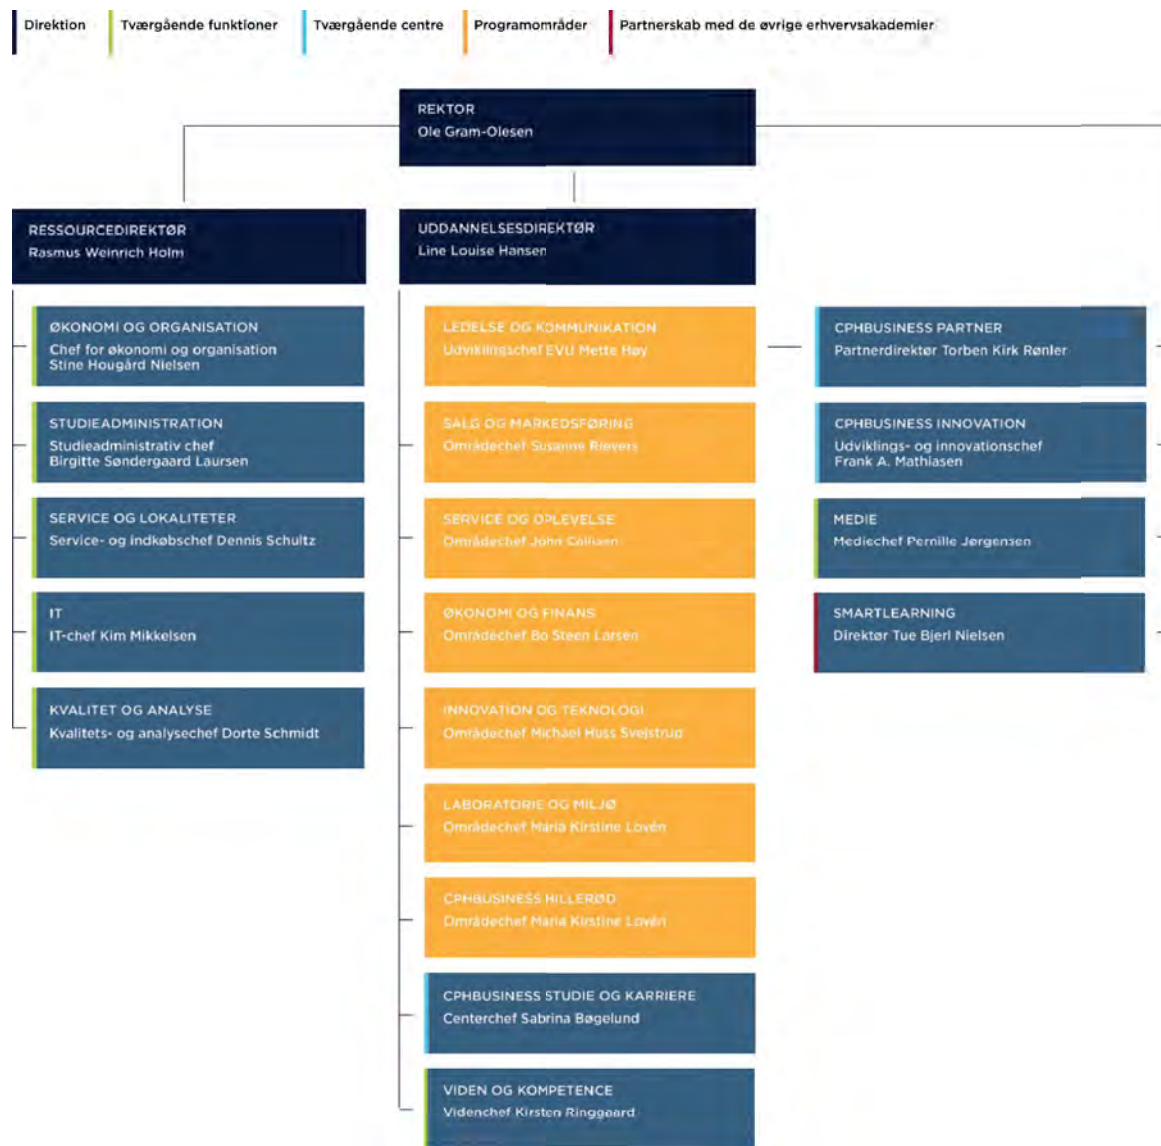 Direktion
Tværgående funktioner
Tværgående centre
Programområder
Partnerskab med de øvrige erhvervsakademier
REKTOR
Ole Gram-Olesen
RESSOURCEDIREKTØR
Rasmus Weinrich Holm
UDDANNELSESDIREKTØR
Line Louise Hansen
ØKONOMI OG ORGANISATION
Chef for økonomi og organisation
Stine Hougård Nielsen
STUDIEADMINISTRATION
Studieadministrativ chef
Birgitte Søndergaard Laursen
SERVICE OG LOKALITETER
Service- og indkøbschef Dennis Schultz
IT
IT-chef Kim Mikkelsen
KVALITET OG ANALYSE
Kvalitets- og analysechef Dorte Schmidt
LEDELSE OG KOMMUNIKATION
Udviklingschef EVU Mette Høy
SALG OG MARKEDSFØRING
Områdechef Susanne Rievers
SERVICE OG OPLEVELSE
Områdechef John
ØKONOMI OG FINANS
Områdechef Bo Steen Larsen
INNOVATION OG TEKNOLOGI
Områdechef Michael Huss Svejstrup
LABORATORIE OG MILJØ
Områdechef Maria Kirstine Lovén
CPHBUSINESS HILLERØD
Områdechef Maria Kirstine Lovén
CPHBUSINESS STUDIE OG KARRIERE
Centerchef Sabrina Bøgelund
VIDEN OG KOMPETENCE
Videnchef Kirsten Ringgaard
CPHBUSINESS PARTNER
Partnerdirektør Torben Kirk Rønler
CPHBUSINESS INNOVATION
Udviklings- og innovationschef
Frank A. Mathiasen
MEDIE
Mediechef Pernille Jørgensen
SMARTLEARNING
Direktør Tue Bjerl Nielsen